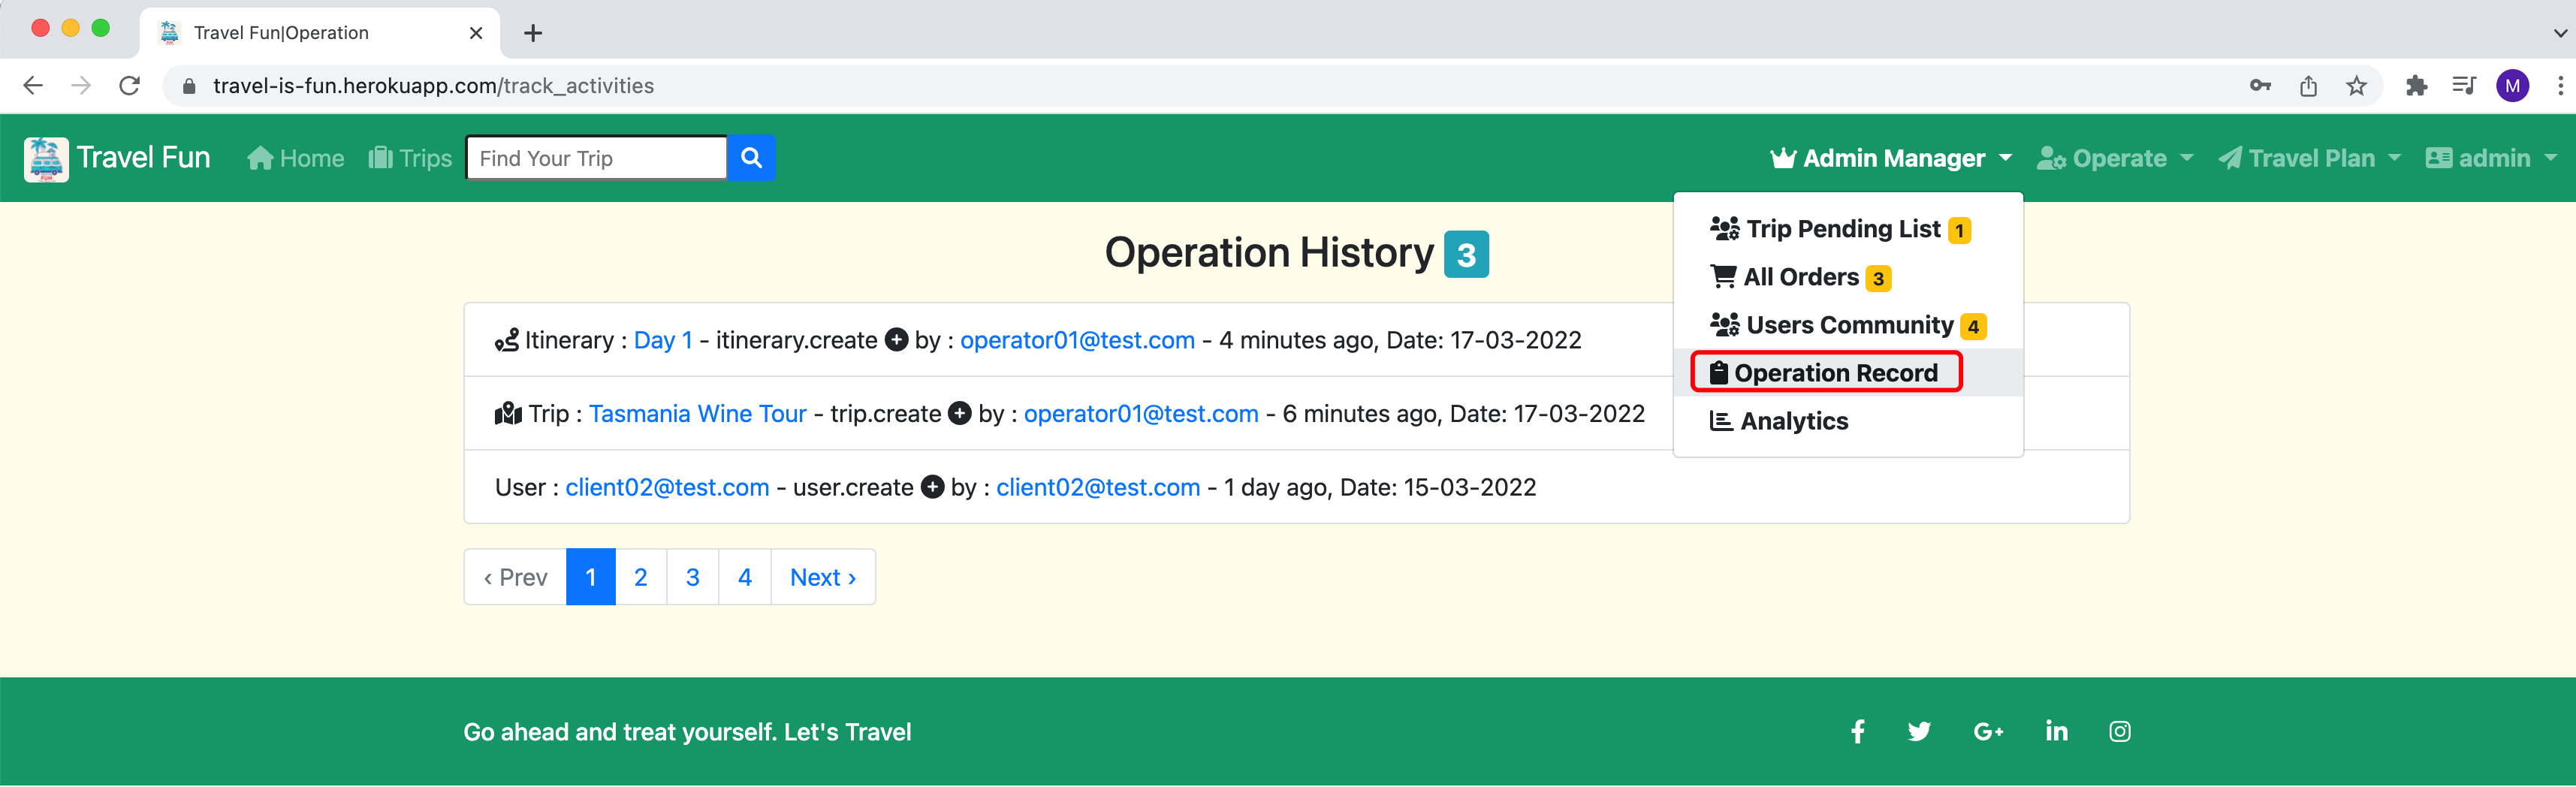 Travel Fun|Operation
travel-is-fun.herokuapp.com/track_activities
M
Travel Fun Home Trips Find Your Trip Admin Manager Operate Travel Plan admin
Trip Pending List 1
All Orders 3
Users Community 4
Operation Record
Analytics
Operation History 3
Itinerary : Day 1 - itinerary.create by : operator01@test.com - 4 minutes ago, Date: 17-03-2022
Trip : Tasmania Wine Tour - trip.create by : operator01@test.com - 6 minutes ago, Date: 17-03-2022
User : client02@test.com - user.create by : client02@test.com - 1 day ago, Date: 15-03-2022
‹ Prev 1 2 3 4 Next ›
Go ahead and treat yourself. Let's Travel